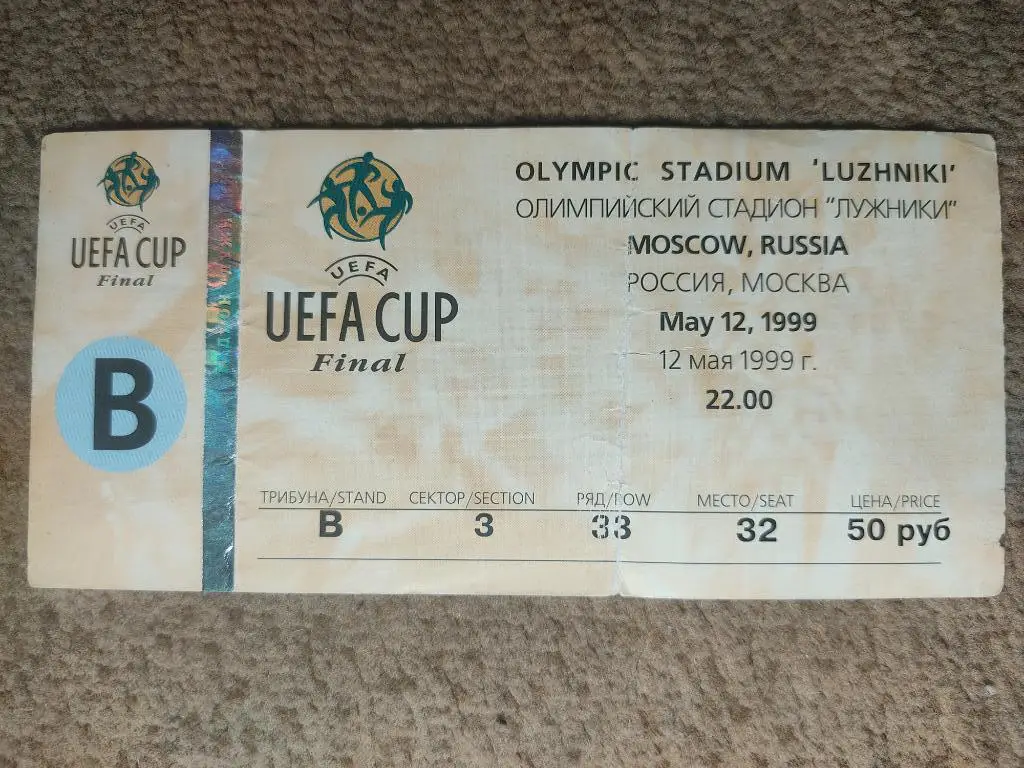 UEFA
UEFA CUP
Final
B
UEFA
UEFA CUP
Final
OLYMPIC STADIUM 'LUZHNIKI'
ОЛИМПИЙСКИЙ СТАДИОН "ЛУЖНИКИ"
MOSCOW, RUSSIA
РОССИЯ, МОСКВА
May 12, 1999
12 мая 1999 г.
22.00
ТРИБУНА/STAND СЕКТОР/SECTION РЯД/ROW МЕСТО/SEAT ЦЕНА/PRICE
B 3 33 32 50 руб